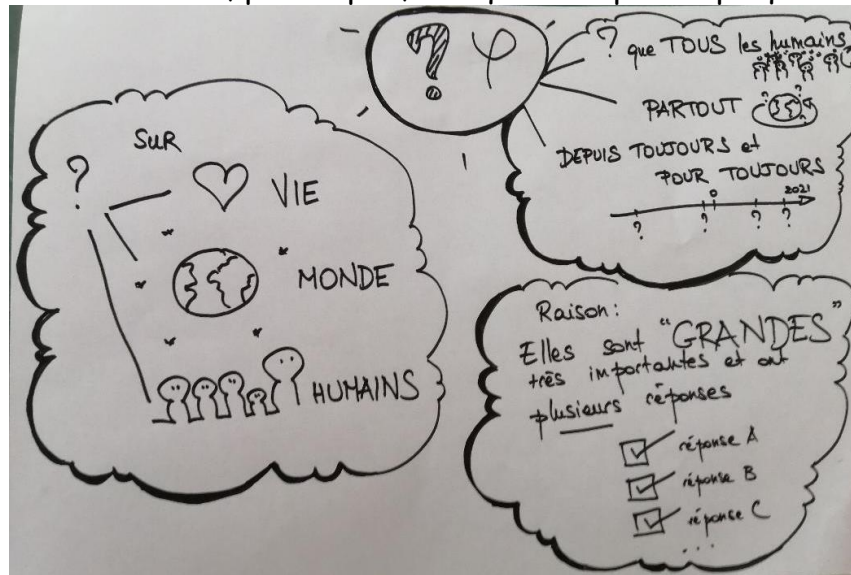 ? φ
? que TOUS les humains
PARTOUT
DEPUIS TOUJOURS et
POUR TOUJOURS
0 2021
? ? ? ?
SUR
?
VIE
MONDE
HUMAINS
Raison:
Elles sont "GRANDES"
très importantes et ont
plusieurs réponses
réponse A
réponse B
réponse C
...